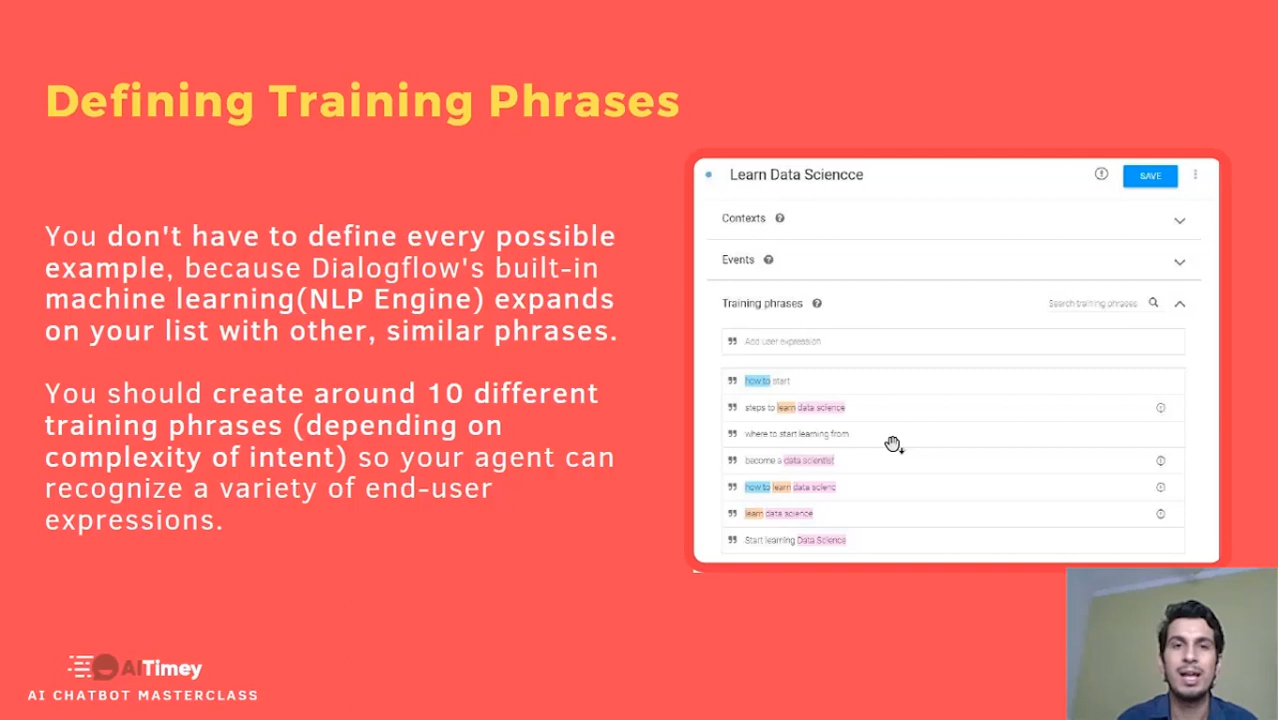 Defining Training Phrases
You don't have to define every possible
example, because Dialogflow's built-in
machine learning(NLP Engine) expands
on your list with other, similar phrases.
You should create around 10 different
training phrases (depending on
complexity of intent) so your agent can
recognize a variety of end-user
expressions.
Learn Data Sciencce
SAVE
Contexts
Events
Training phrases
Search training phrases
Add user expression
how to start
steps to learn data science
where to start learning from
become a data scientist
how to learn data scienc
learn data science
Start learning Data Science
AITimey
AI CHATBOT MASTERCLASS